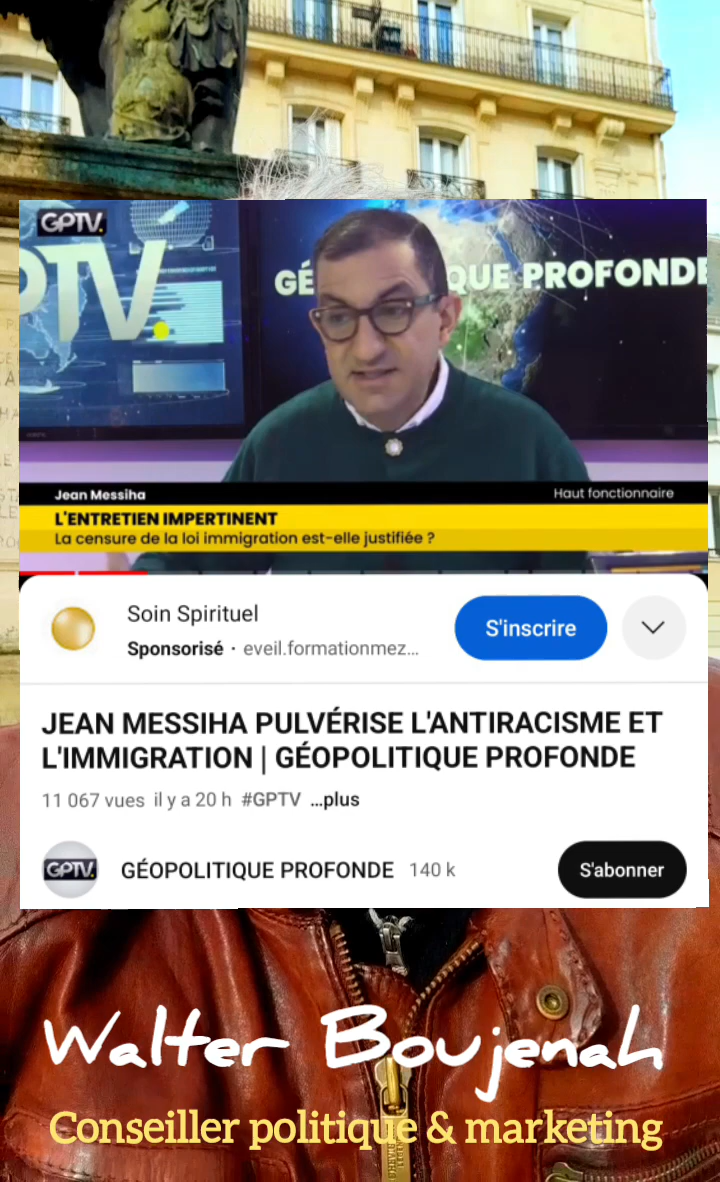 GPTV.
PTV.
GÉ QUE PROFONDE
Jean Messiha
Haut fonctionnaire
L'ENTRETIEN IMPERTINENT
La censure de la loi immigration est-elle justifiée ?
Soin Spirituel
Sponsorisé · eveil.formationmez...
S'inscrire
JEAN MESSIHA PULVÉRISE L'ANTIRACISME ET
L'IMMIGRATION | GÉOPOLITIQUE PROFONDE
11 067 vues il y a 20 h #GPTV ...plus
GPTV.
GÉOPOLITIQUE PROFONDE 140 k
S'abonner
Walter Boujenah
Conseiller politique & marketing